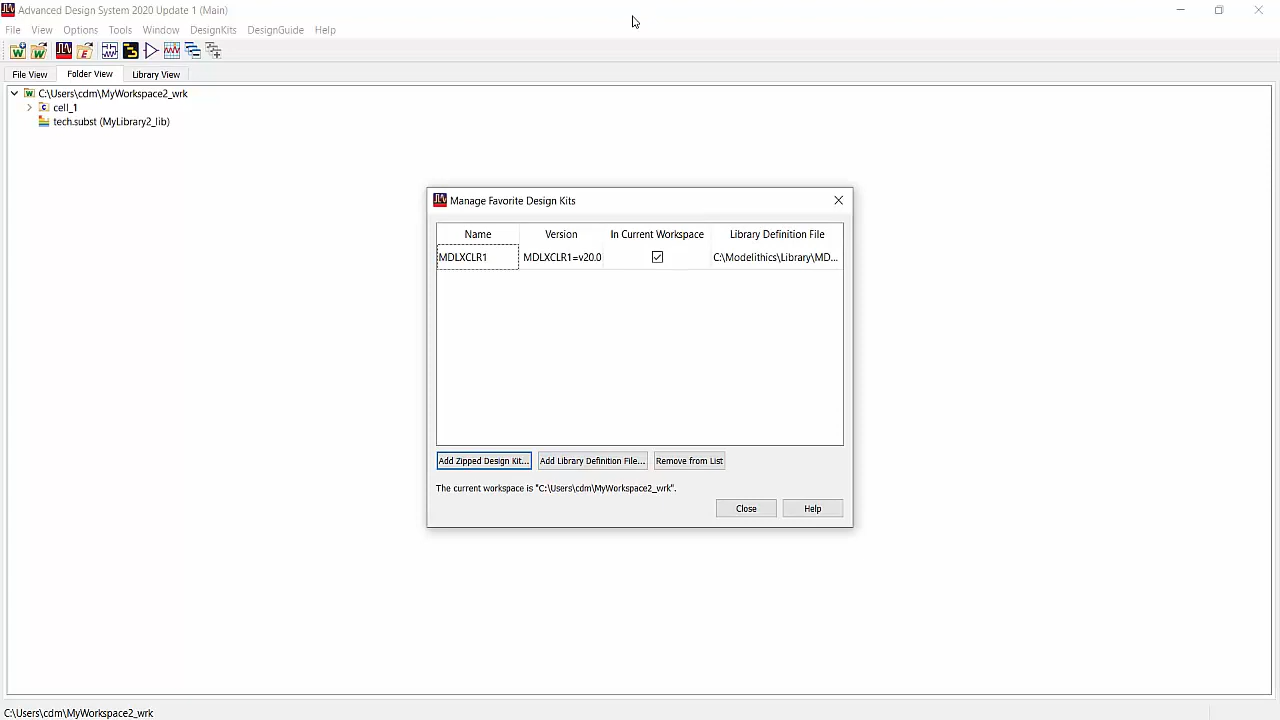 Advanced Design System 2020 Update 1 (Main)
File View Options Tools Window DesignKits DesignGuide Help
File View Folder View Library View
C:\Users\cdm\MyWorkspace2_wrk
cell_1
tech.subst (MyLibrary2_lib)
Manage Favorite Design Kits
Name Version In Current Workspace Library Definition File
MDLXCLR1 MDLXCLR1=v20.0 C:\Modelithics\Library\MD...
Add Zipped Design Kit... Add Library Definition File... Remove from List
The current workspace is "C:\Users\cdm\MyWorkspace2_wrk".
Close Help
C:\Users\cdm\MyWorkspace2_wrk